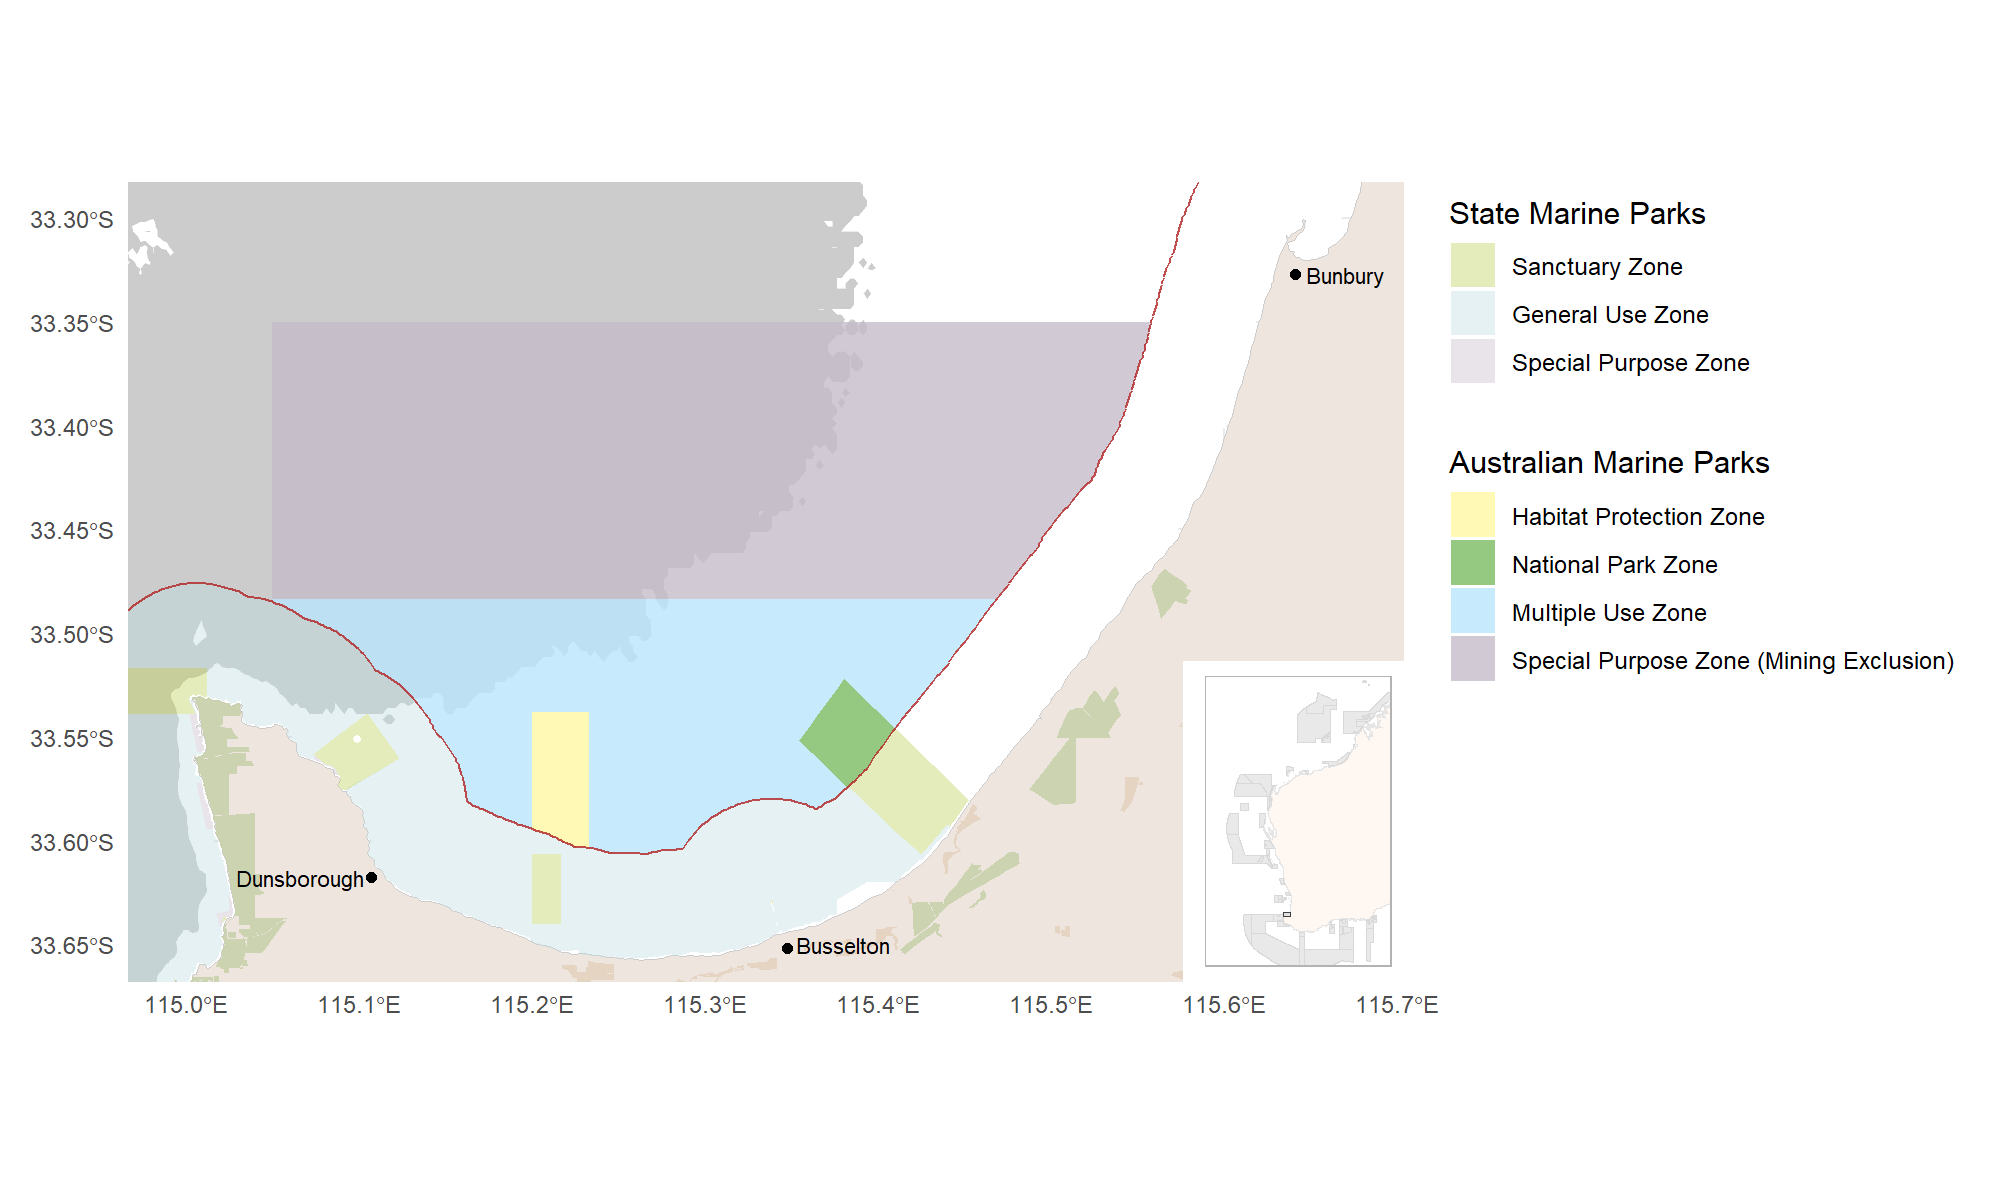 33.30°S
33.35°S
33.40°S
33.45°S
33.50°S
33.55°S
33.60°S
33.65°S
115.0°E
115.1°E
115.2°E
115.3°E
115.4°E
115.5°E
115.6°E
115.7°E
Bunbury
Dunsborough
Busselton
State Marine Parks
Sanctuary Zone
General Use Zone
Special Purpose Zone
Australian Marine Parks
Habitat Protection Zone
National Park Zone
Multiple Use Zone
Special Purpose Zone (Mining Exclusion)